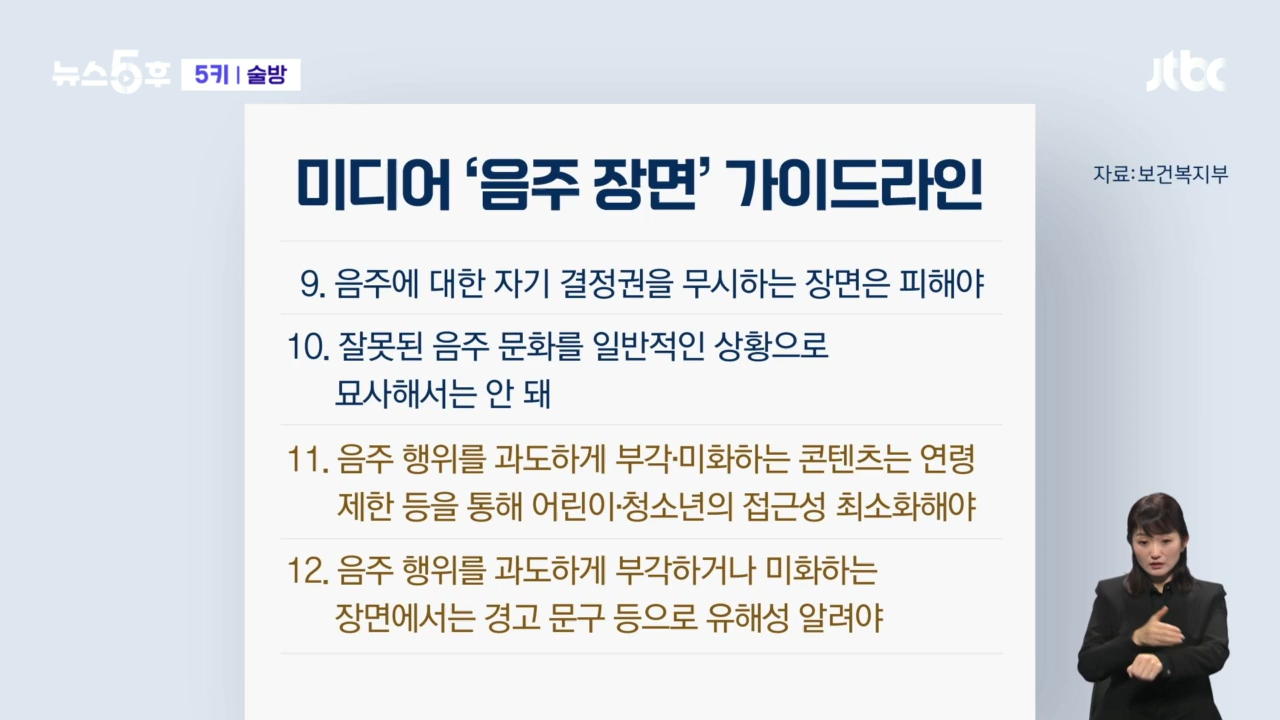 뉴스5후
5키 | 술방
jtbc
미디어 ‘음주 장면’ 가이드라인
자료:보건복지부
9. 음주에 대한 자기 결정권을 무시하는 장면은 피해야
10. 잘못된 음주 문화를 일반적인 상황으로
묘사해서는 안 돼
11. 음주 행위를 과도하게 부각·미화하는 콘텐츠는 연령
제한 등을 통해 어린이·청소년의 접근성 최소화해야
12. 음주 행위를 과도하게 부각하거나 미화하는
장면에서는 경고 문구 등으로 유해성 알려야